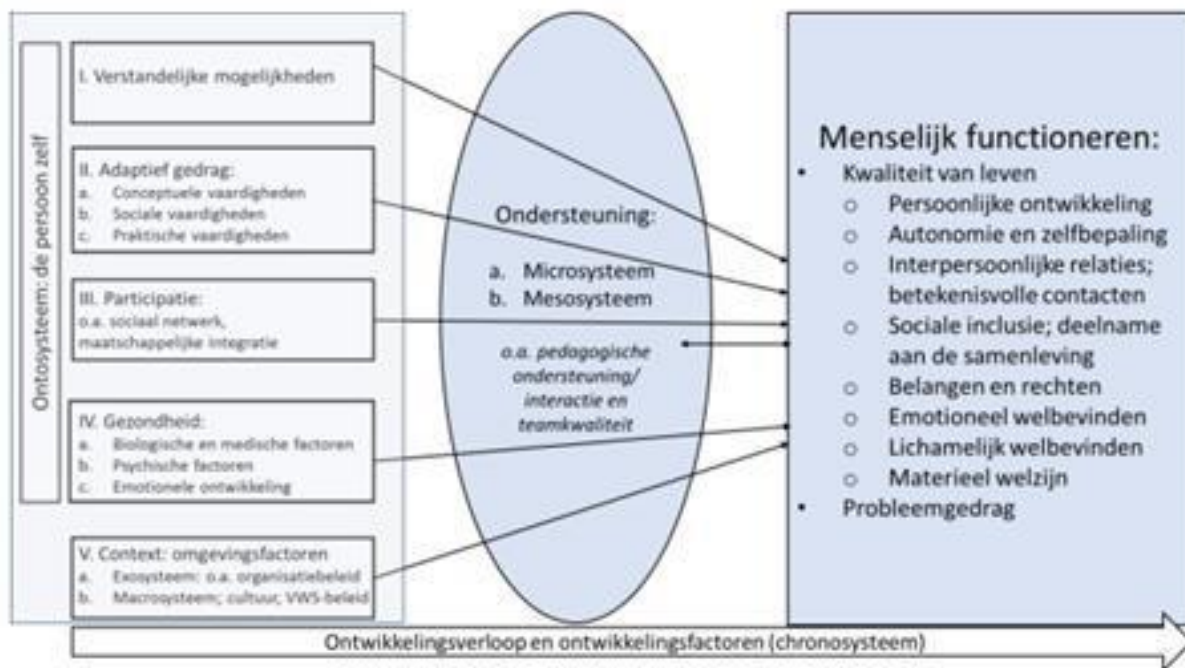 Ontosysteem: de persoon zelf
I. Verstandelijke mogelijkheden
II. Adaptief gedrag:
a. Conceptuele vaardigheden
b. Sociale vaardigheden
c. Praktische vaardigheden
III. Participatie:
o.a. sociaal netwerk,
maatschappelijke integratie
IV. Gezondheid:
a. Biologische en medische factoren
b. Psychische factoren
c. Emotionele ontwikkeling
V. Context: omgevingsfactoren
a. Exosysteem: o.a. organisatiebeleid
b. Macrosysteem; cultuur, VWS-beleid
Ondersteuning:
a. Microsysteem
b. Mesosysteem
o.a. pedagogische
ondersteuning/
interactie en
teamkwaliteit
Menselijk functioneren:
• Kwaliteit van leven
o Persoonlijke ontwikkeling
o Autonomie en zelfbepaling
o Interpersoonlijke relaties;
betekenisvolle contacten
o Sociale inclusie; deelname
aan de samenleving
o Belangen en rechten
o Emotioneel welbevinden
o Lichamelijk welbevinden
o Materieel welzijn
• Probleemgedrag
Ontwikkelingsverloop en ontwikkelingsfactoren (chronosysteem)